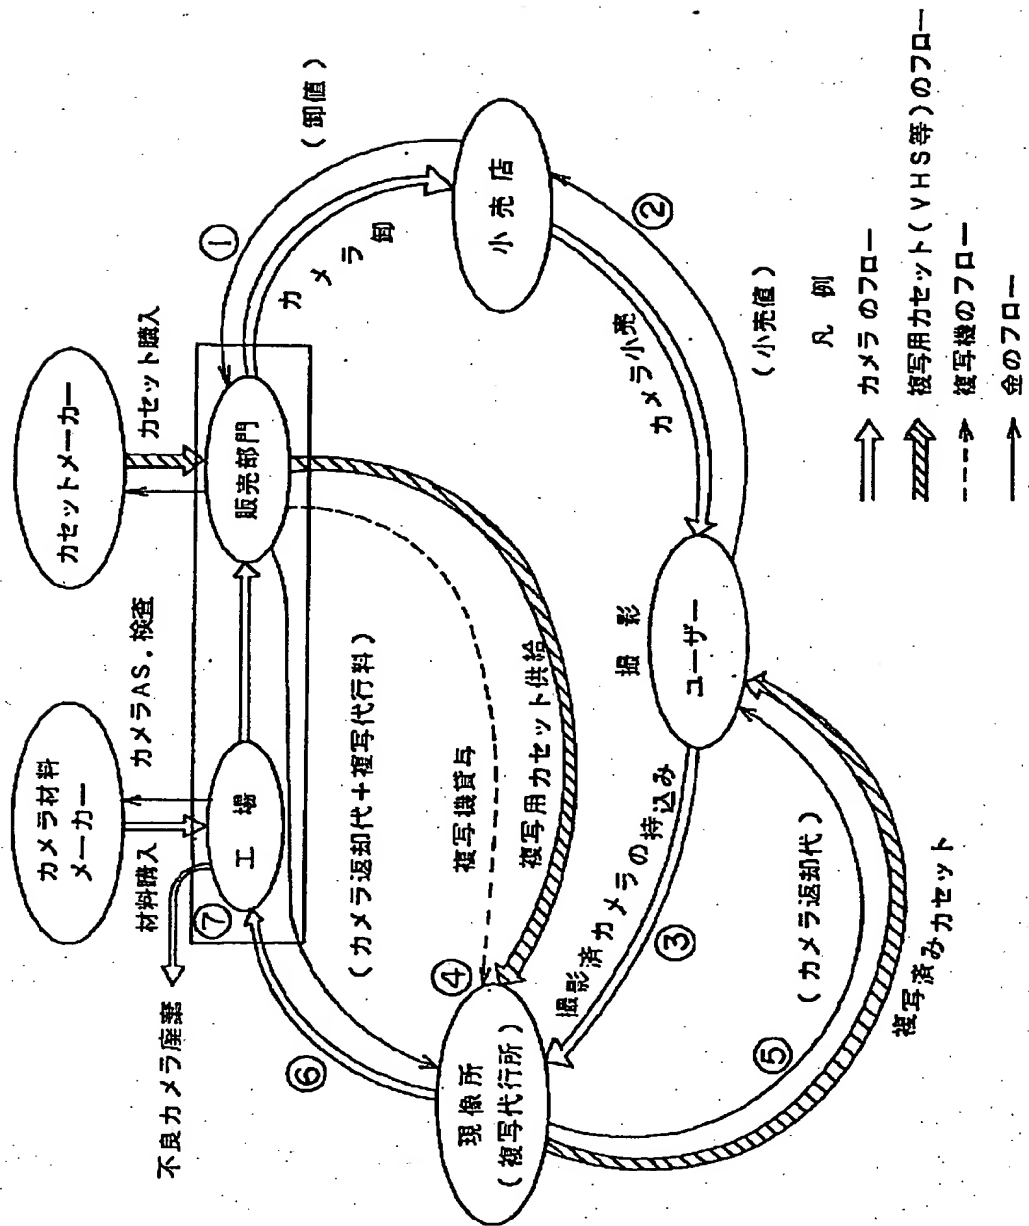 カメラ材料
メーカー
カセットメーカー
材料購入
カメラAS,検査
カセット購入
不良カメラ廃棄
⑦
工 場
販売部門
①
(卸値)
カメラ卸
小売店
⑥
(カメラ返却代+複写代行料)
複写機貸与
複写用カセット供給
④
現像所
(複写代行所)
撮影済カメラの持込み
③
撮 影
ユーザー
カメラ小売
②
(小売値)
⑤
(カメラ返却代)
複写済みカセット
凡 例
カメラのフロー
複写用カセット(VHS等)のフロー
複写機のフロー
金のフロー